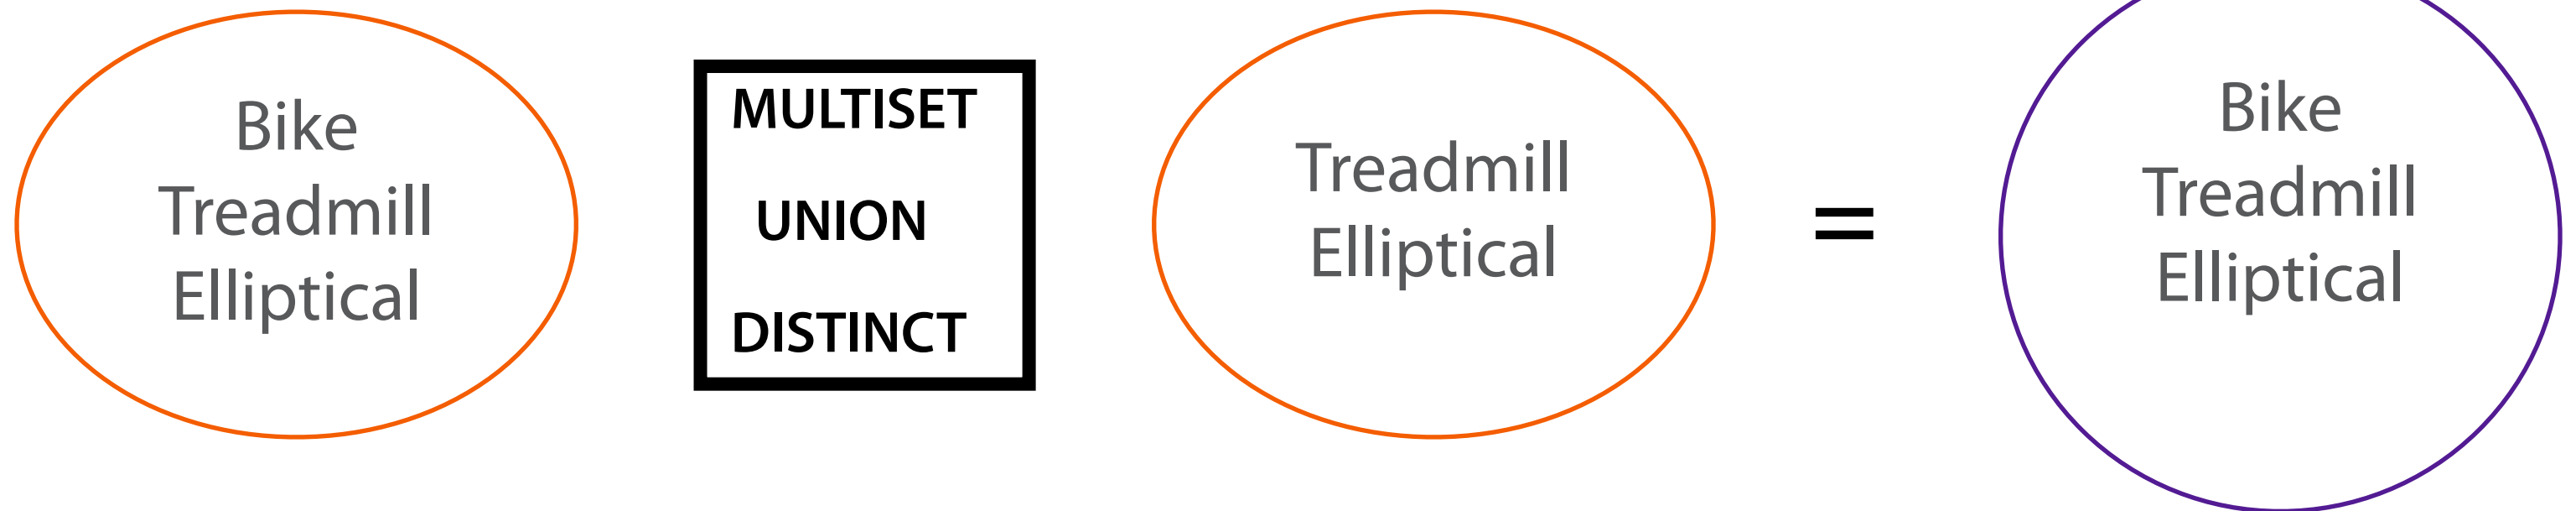 Bike
Treadmill
Elliptical
MULTISET
UNION
DISTINCT
Treadmill
Elliptical
=
Bike
Treadmill
Elliptical